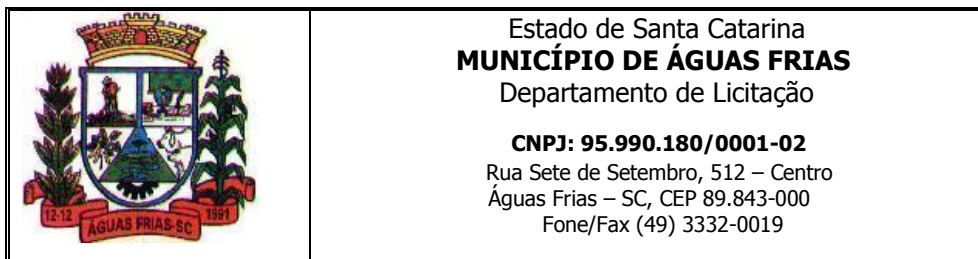 12-12
ÁGUAS FRIAS-SC
1991
Estado de Santa Catarina
MUNICÍPIO DE ÁGUAS FRIAS
Departamento de Licitação
CNPJ: 95.990.180/0001-02
Rua Sete de Setembro, 512 – Centro
Águas Frias – SC, CEP 89.843-000
Fone/Fax (49) 3332-0019